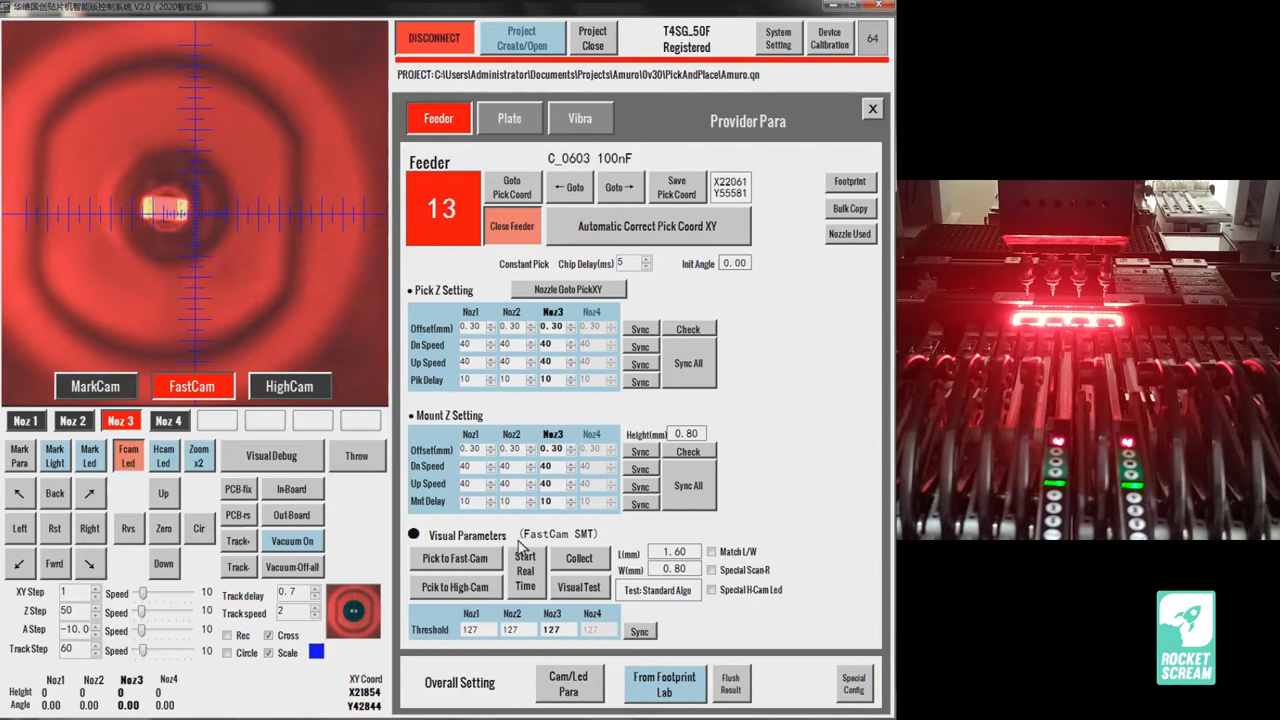 华维国创贴片机智能版控制系统 V2.0（2020智能版）
DISCONNECT
Project Create/Open
Project Close
T4SG_50F
Registered
System Setting
Device Calibration
64
PROJECT:C:\Users\Administrator\Documents\Projects\Amuro\0v30\PickAndPlace\Amuro.qn
Feeder Plate Vibra Provider Para X
Feeder C_0603 100nF
13
Goto Pick Coord
← Goto
Goto →
Save Pick Coord
X22061
Y55581
Close Feeder
Automatic Correct Pick Coord XY
Footprint
Bulk Copy
Nozzle Used
Constant Pick Chip Delay(ms) 5 Init Angle 0.00
● Pick Z Setting Nozzle Goto PickXY
Noz1 Noz2 Noz3 Noz4
Offset(mm) 0.30 0.30 0.30 0.30 Sync Check
Dn Speed 40 40 40 40 Sync
Up Speed 40 40 40 40 Sync Sync All
Pik Delay 10 10 10 10 Sync
● Mount Z Setting
Noz1 Noz2 Noz3 Noz4 Height(mm) 0.80
Offset(mm) 0.30 0.30 0.30 0.30 Sync Check
Dn Speed 40 40 40 40 Sync
Up Speed 40 40 40 40 Sync Sync All
Mnt Delay 10 10 10 10 Sync
● Visual Parameters (FastCam SMT)
Pick to Fast-Cam
Start Real Time
Collect
L(mm) 1.60 Match L/W
W(mm) 0.80 Special Scan-R
Pcik to High-Cam
Visual Test
Test: Standard Algo
Special H-Cam Led
Noz1 Noz2 Noz3 Noz4
Threshold 127 127 127 127 Sync
Overall Setting
Cam/Led Para
From Footprint Lab
Flush Result
Special Config
MarkCam FastCam HighCam
Noz 1 Noz 2 Noz 3 Noz 4
Mark Para
Mark Light
Mark Led
Fcam Led
Hcam Led
Zoom x2
Visual Debug
Throw
↖ Back ↗ Up PCB-fix In-Board
Left Rst Right Rvs Zero Cir PCB-rs Out-Board
Track+ Vacuum On
↙ Fwrd ↘ Down Track- Vacuum-Off-all
XY Step 1 Speed 10 Track delay 0.7
Z Step 50 Speed 10 Track speed 2
A Step -10.0 Speed 10 Rec Cross
Track Step 60 Speed 10 Circle Scale
Noz1 Noz2 Noz3 Noz4 XY Coord
Height 0 0 0 0 X21854
Angle 0.00 0.00 0.00 0.00 Y42844
ROCKET
SCREAM